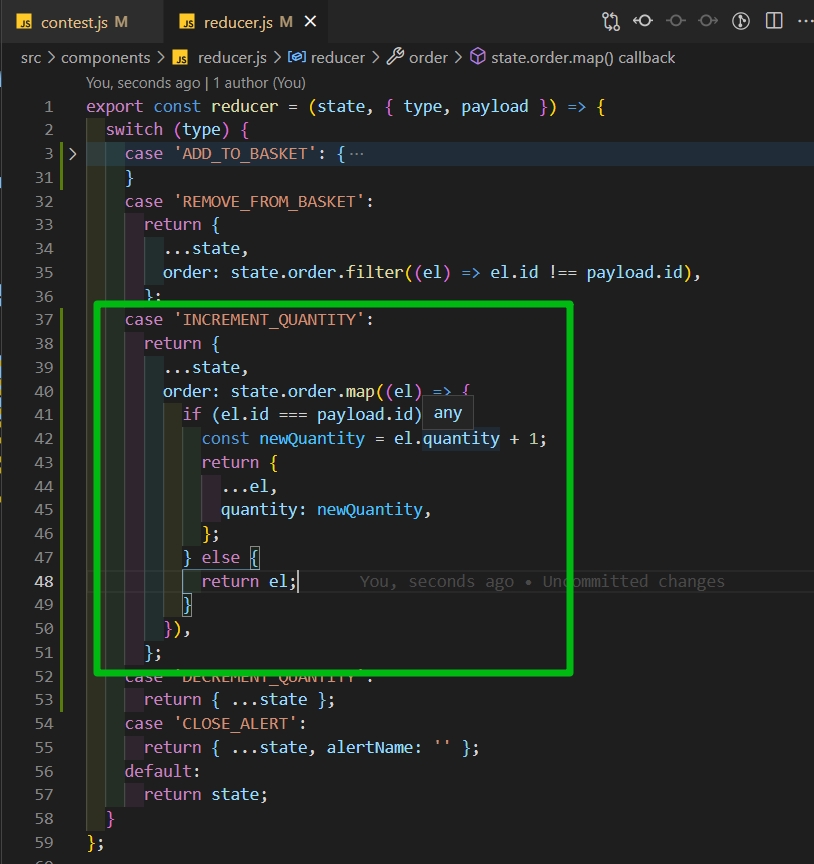 JS contest.js M JS reducer.js M
src > components > JS reducer.js > reducer > order > state.order.map() callback
You, seconds ago | 1 author (You)
1 export const reducer = (state, { type, payload }) => {
2 switch (type) {
3 case 'ADD_TO_BASKET': { ...
31 }
32 case 'REMOVE_FROM_BASKET':
33 return {
34 ...state,
35 order: state.order.filter((el) => el.id !== payload.id),
36 };
37 case 'INCREMENT_QUANTITY':
38 return {
39 ...state,
40 order: state.order.map((el) => {
41 if (el.id === payload.id) any
42 const newQuantity = el.quantity + 1;
43 return {
44 ...el,
45 quantity: newQuantity,
46 };
47 } else {
48 return el; You, seconds ago • Uncommitted changes
49 }
50 }),
51 };
52 case 'DECREMENT_QUANTITY':
53 return { ...state };
54 case 'CLOSE_ALERT':
55 return { ...state, alertName: '' };
56 default:
57 return state;
58 }
59 };